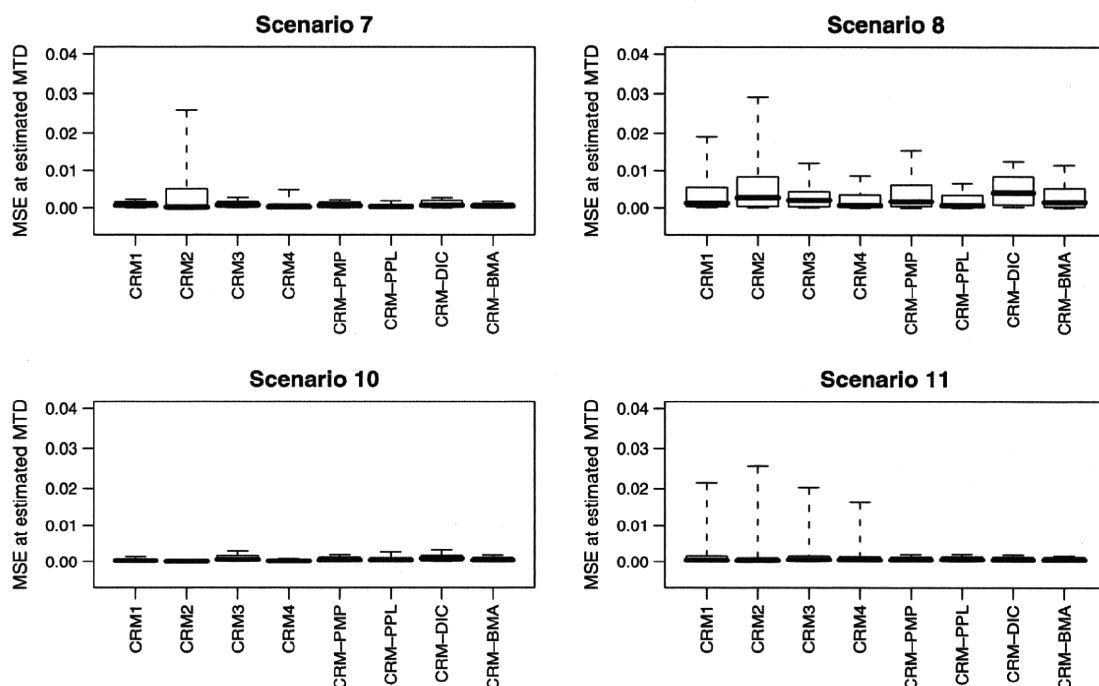 Scenario 7
MSE at estimated MTD
0.04
0.03
0.02
0.01
0.00
CRM1
CRM2
CRM3
CRM4
CRM–PMP
CRM–PPL
CRM–DIC
CRM–BMA
Scenario 8
MSE at estimated MTD
0.04
0.03
0.02
0.01
0.00
CRM1
CRM2
CRM3
CRM4
CRM–PMP
CRM–PPL
CRM–DIC
CRM–BMA
Scenario 10
MSE at estimated MTD
0.04
0.03
0.02
0.01
0.00
CRM1
CRM2
CRM3
CRM4
CRM–PMP
CRM–PPL
CRM–DIC
CRM–BMA
Scenario 11
MSE at estimated MTD
0.04
0.03
0.02
0.01
0.00
CRM1
CRM2
CRM3
CRM4
CRM–PMP
CRM–PPL
CRM–DIC
CRM–BMA